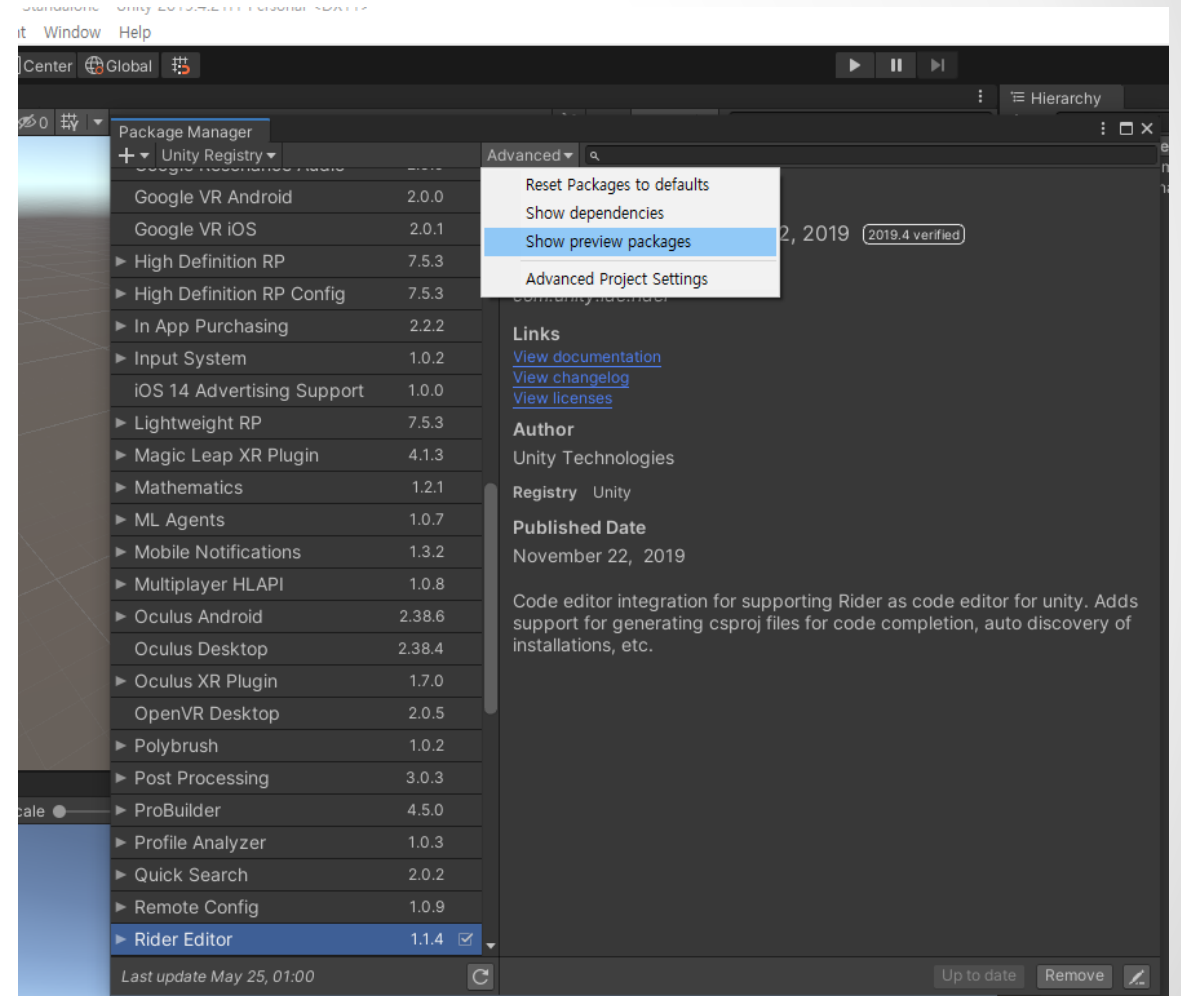 Window Help
Center Global
Hierarchy
0
Package Manager
+ Unity Registry
Advanced
Reset Packages to defaults
Show dependencies
Show preview packages
Advanced Project Settings
Google VR Android 2.0.0
Google VR iOS 2.0.1
High Definition RP 7.5.3
High Definition RP Config 7.5.3
In App Purchasing 2.2.2
Input System 1.0.2
iOS 14 Advertising Support 1.0.0
Lightweight RP 7.5.3
Magic Leap XR Plugin 4.1.3
Mathematics 1.2.1
ML Agents 1.0.7
Mobile Notifications 1.3.2
Multiplayer HLAPI 1.0.8
Oculus Android 2.38.6
Oculus Desktop 2.38.4
Oculus XR Plugin 1.7.0
OpenVR Desktop 2.0.5
Polybrush 1.0.2
Post Processing 3.0.3
ProBuilder 4.5.0
Profile Analyzer 1.0.3
Quick Search 2.0.2
Remote Config 1.0.9
Rider Editor 1.1.4
Last update May 25, 01:00
2, 2019 2019.4 verified
com.unity.ide.rider
Links
View documentation
View changelog
View licenses
Author
Unity Technologies
Registry Unity
Published Date
November 22, 2019
Code editor integration for supporting Rider as code editor for unity. Adds
support for generating csproj files for code completion, auto discovery of
installations, etc.
Up to date Remove